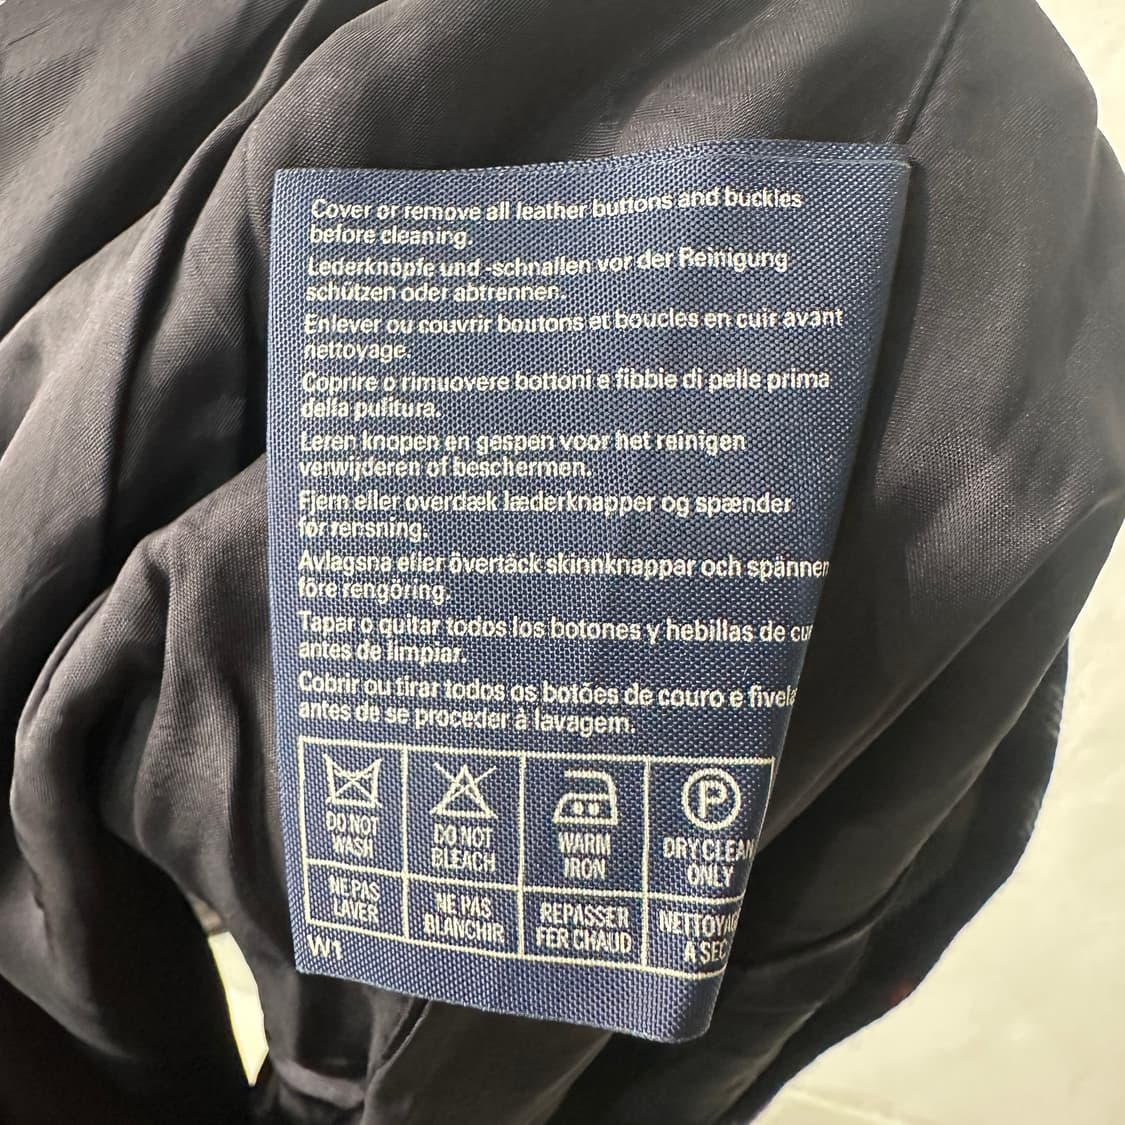 Cover or remove all leather buttons and buckles
before cleaning.
Lederknöpfe und -schnallen vor der Reinigung
schützen oder abtrennen.
Enlever ou couvrir boutons et boucles en cuir avant
nettoyage.
Coprire o rimuovere bottoni e fibbie di pelle prima
della pulitura.
Leren knopen en gespen voor het reinigen
verwijderen of beschermen.
Fjern eller overdæk læderknapper og spænder
før rensning.
Avlagsna eller övertäck skinnknappar och spännen
före rengöring.
Tapar o quitar todos los botones y hebillas de
antes de limpiar.
Cobrir ou tirar todos os botões de couro e
antes de se proceder à lavagem.
P
DO NOT
WASH
DO NOT
BLEACH
WARM
IRON
DRY CLEAN
ONLY
NE PAS
LAVER
NE PAS
BLANCHIR
REPASSER
FER CHAUD
NETTOYAG
A SEC
W1